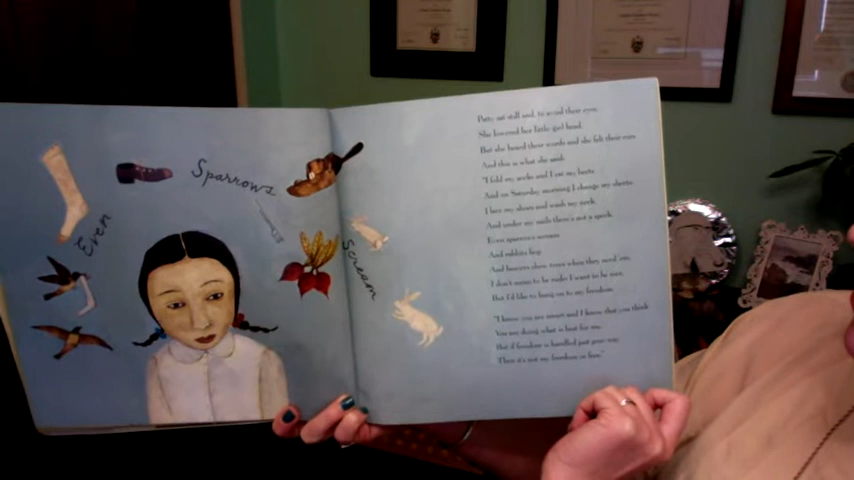 Even
Sparrows
Scream
Patty sat still and, to avoid their eyes,
She lowered her little girl head.
But she heard their words and she felt their eyes
And this is what she said:
"I fold my socks and I eat my beets
And on Saturday morning I change my sheets.
I lace my shoes and wash my neck
And under my nails there's not a speck.
Even sparrows scream
And rabbits hop
And beavers chew trees when they need 'em.
I don't mean to be rude: I want to be nice,
But I'd like to hang on to my freedom.
"I know you are smart and I know that you think
You are doing what is best for me.
But if freedom is handled just your way
Then it's not my freedom or free."